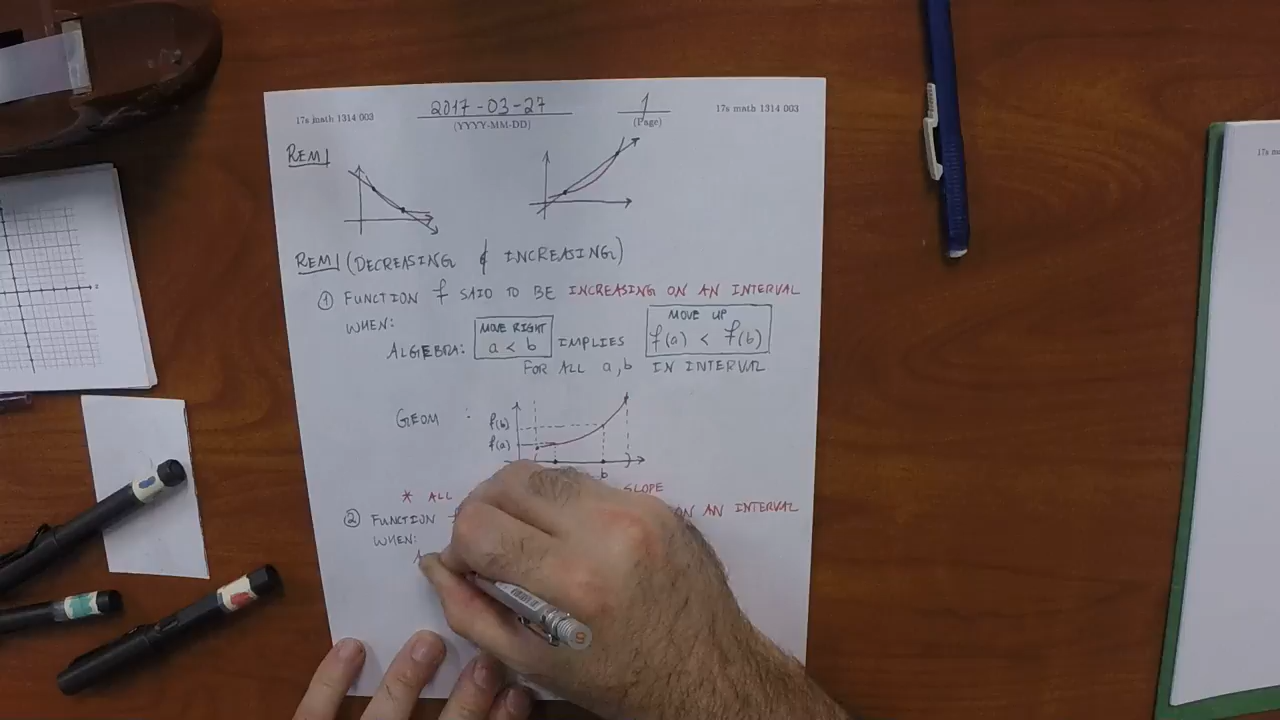 17s math 1314 003 2017-03-27 1 17s math 1314 003
(YYYY-MM-DD) (Page)
REM
REM (DECREASING & INCREASING)
① FUNCTION f SAID TO BE INCREASING ON AN INTERVAL
WHEN:
MOVE RIGHT MOVE UP
ALGEBRA: a < b IMPLIES f(a) < f(b)
FOR ALL a, b IN INTERVAL
GEOM :
f(b)
f(a)
b
* ALL SLOPE
② FUNCTION ON AN INTERVAL
WHEN: